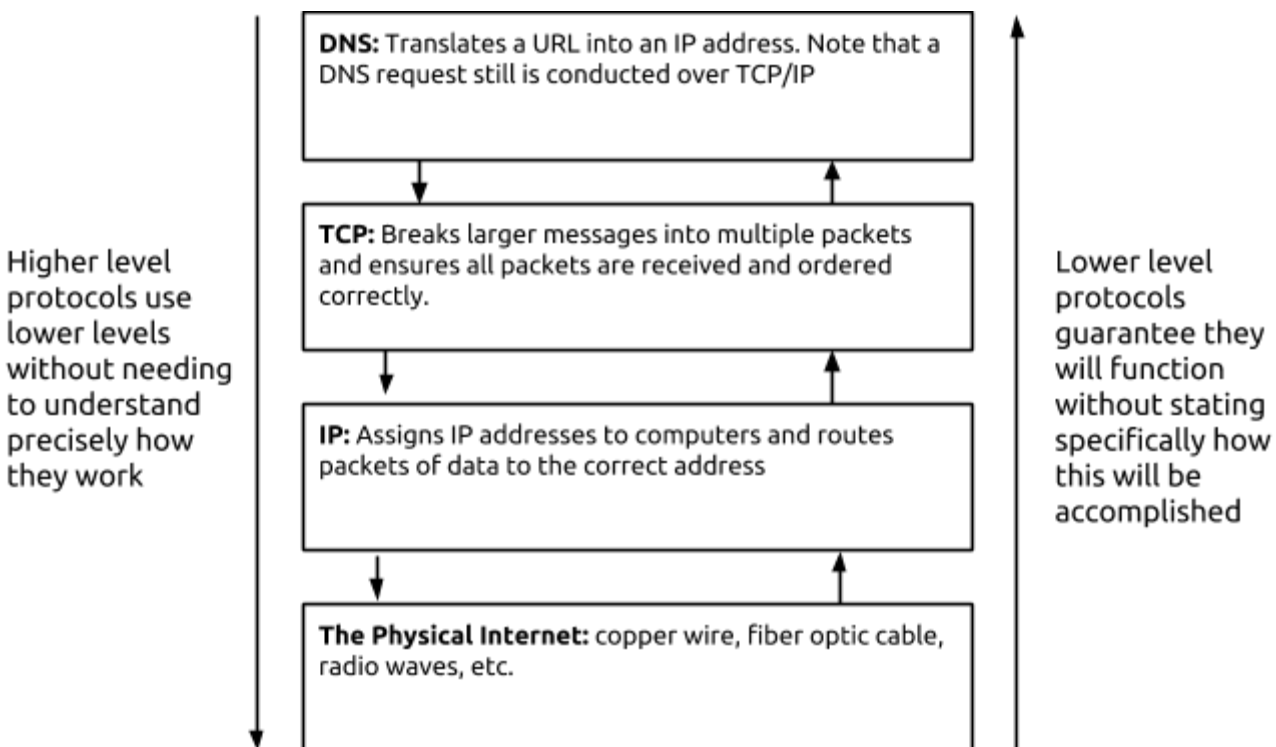 DNS: Translates a URL into an IP address. Note that a
DNS request still is conducted over TCP/IP
TCP: Breaks larger messages into multiple packets
and ensures all packets are received and ordered
correctly.
Higher level
protocols use
lower levels
without needing
to understand
precisely how
they work
Lower level
protocols
guarantee they
will function
without stating
specifically how
this will be
accomplished
IP: Assigns IP addresses to computers and routes
packets of data to the correct address
The Physical Internet: copper wire, fiber optic cable,
radio waves, etc.